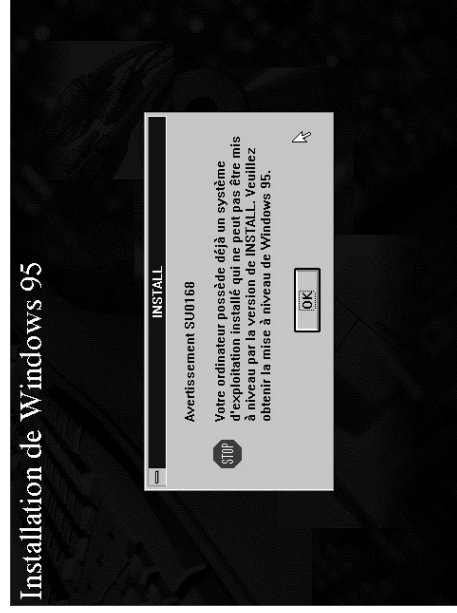 Installation de Windows 95
INSTALL
Avertissement SU0168
Votre ordinateur possède déjà un système
d'exploitation installé qui ne peut pas être mis
à niveau par la version de INSTALL. Veuillez
obtenir la mise à niveau de Windows 95.
STOP
OK